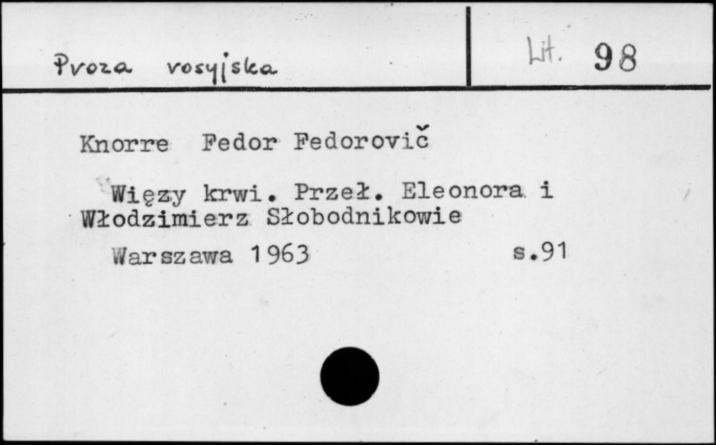 Proza rosyjska
Lit. 98
Knorre Fedor Fedorovič
Więzy krwi. Przeł. Eleonora i
Włodzimierz Słobodnikowie
Warszawa 1963 s.91